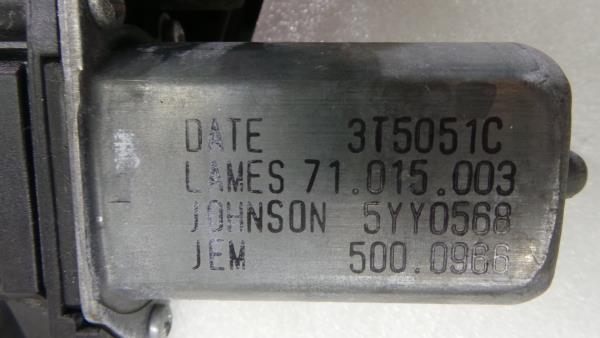 DATE 3T5051C
LAMES 71.015.003
JOHNSON 5YY0568
JEM 500.0966